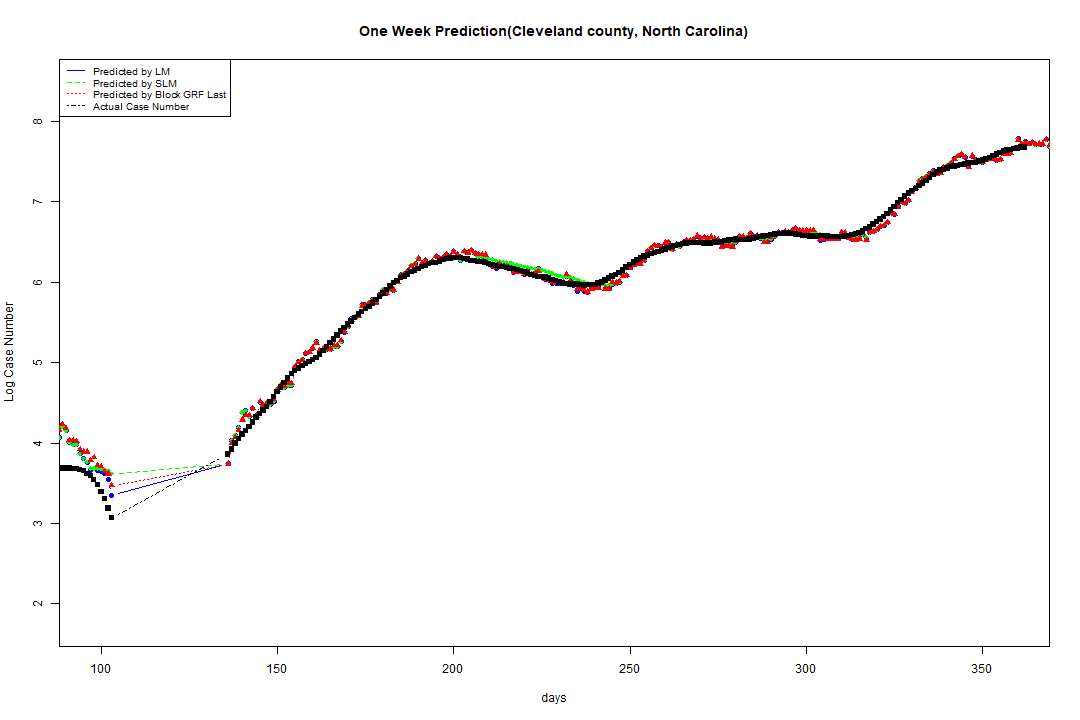 One Week Prediction(Cleveland county, North Carolina)
Predicted by LM
Predicted by SLM
Predicted by Block GRF Last
Actual Case Number
Log Case Number
8
7
6
5
4
3
2
100 150 200 250 300 350
days